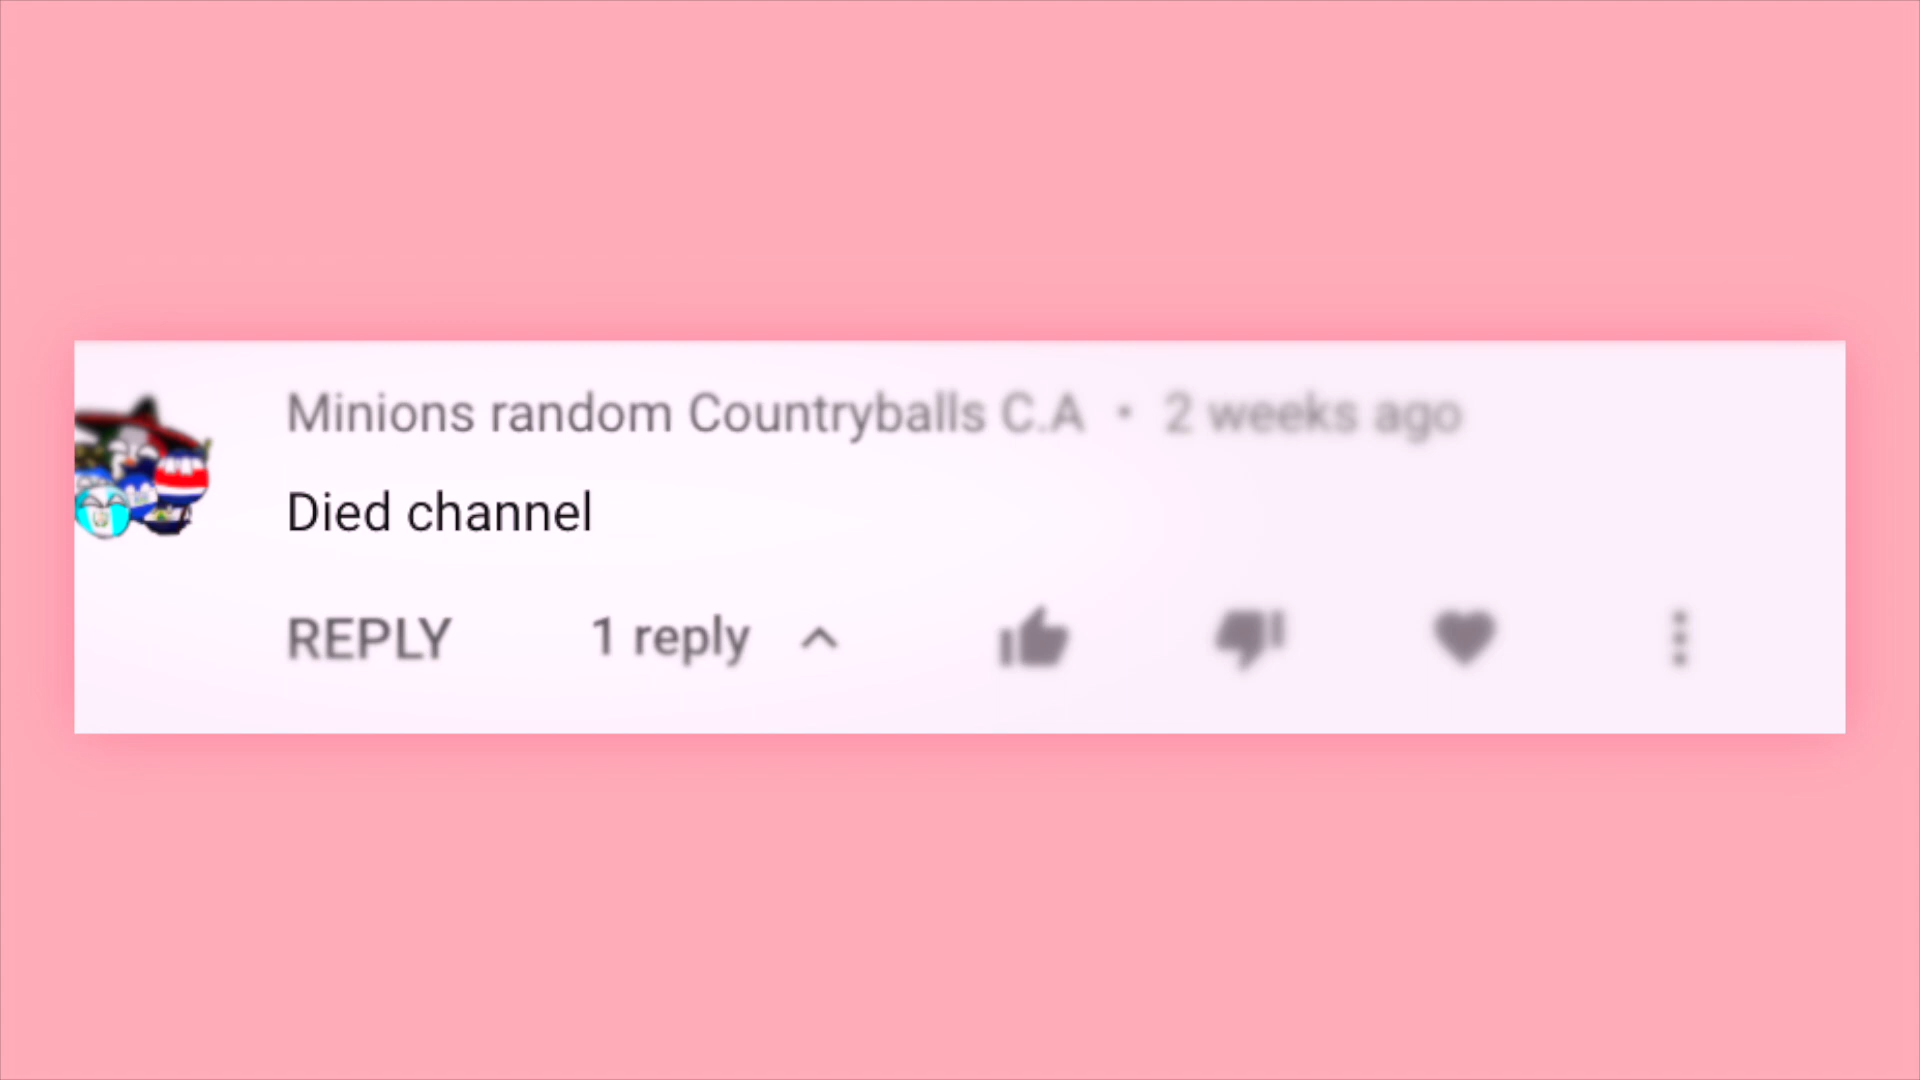 Minions random Countryballs C.A • 2 weeks ago
Died channel
REPLY 1 reply